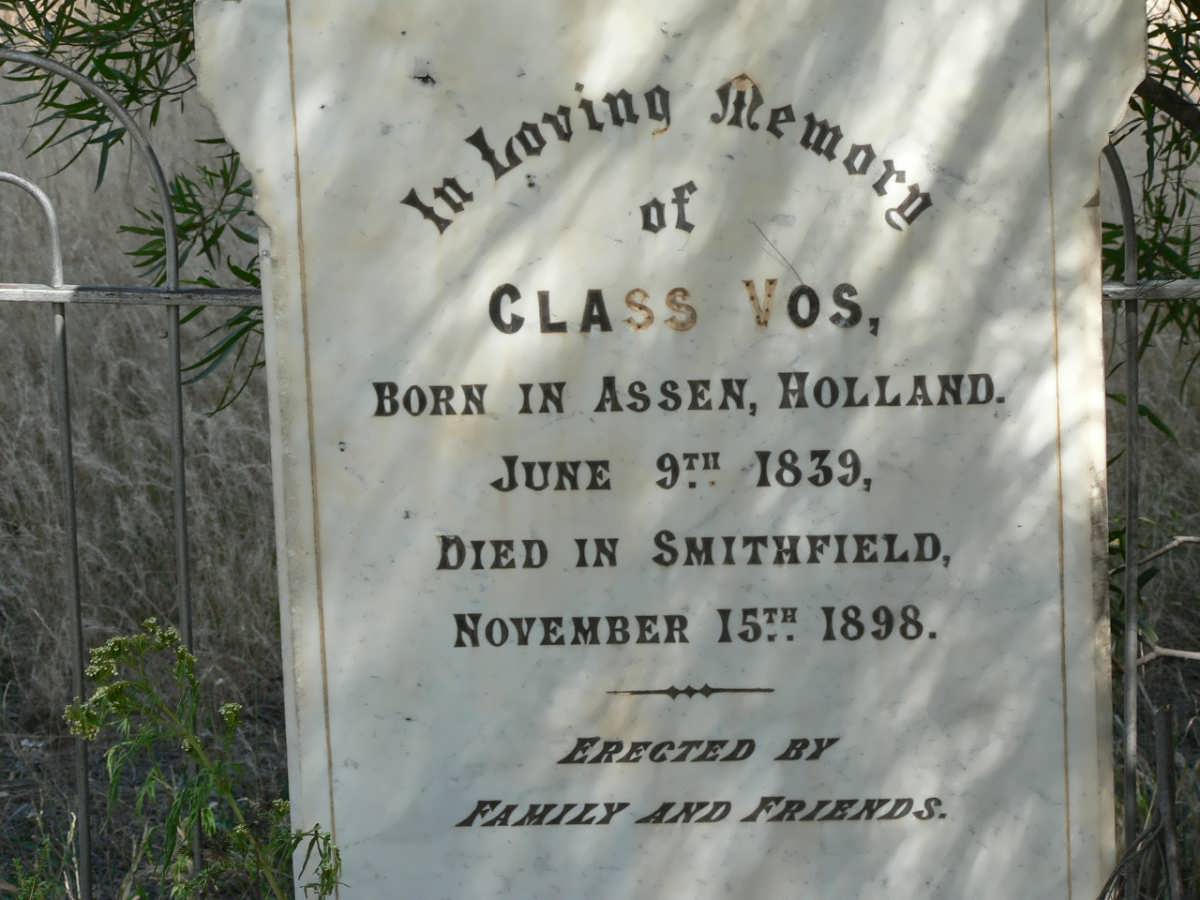 In Loving Memory
of
CLASS VOS,
BORN IN ASSEN, HOLLAND.
JUNE 9TH 1839,
DIED IN SMITHFIELD,
NOVEMBER 15TH 1898.
ERECTED BY
FAMILY AND FRIENDS.